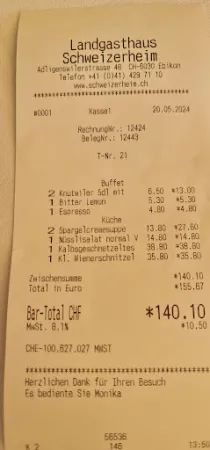 Landgasthaus
Schweizerheim
Adligenswilerstrasse 48 CH-6030 Ebikon
Telefon +41 (0)41 429 71 10
www.schweizerheim.ch
#0001 Kassa1 20.05.2024
RechnungNr.: 12424
BelegNr.: 12443
T-Nr. 21
Buffet
2 Knutwiler 5dl mit 6.50 *13.00
1 Bitter Lemon 5.30 *5.30
1 Espresso 4.80 *4.80
Küche
2 Spargelcremesuppe 13.80 *27.60
1 Nüsslisalat normal V 14.80 *14.80
1 Kalbsgeschnetzeltes 38.80 *38.80
1 Kl. Wienerschnitzel 35.80 *35.80
Zwischensumme *140.10
Total in Euro *155.67
Bar-Total CHF *140.10
MwSt. 8.1% *10.50
CHE-100.827.027 MWST
Herzlichen Dank für Ihren Besuch
Es bediente Sie Monika
56536
K 2 146 13:50